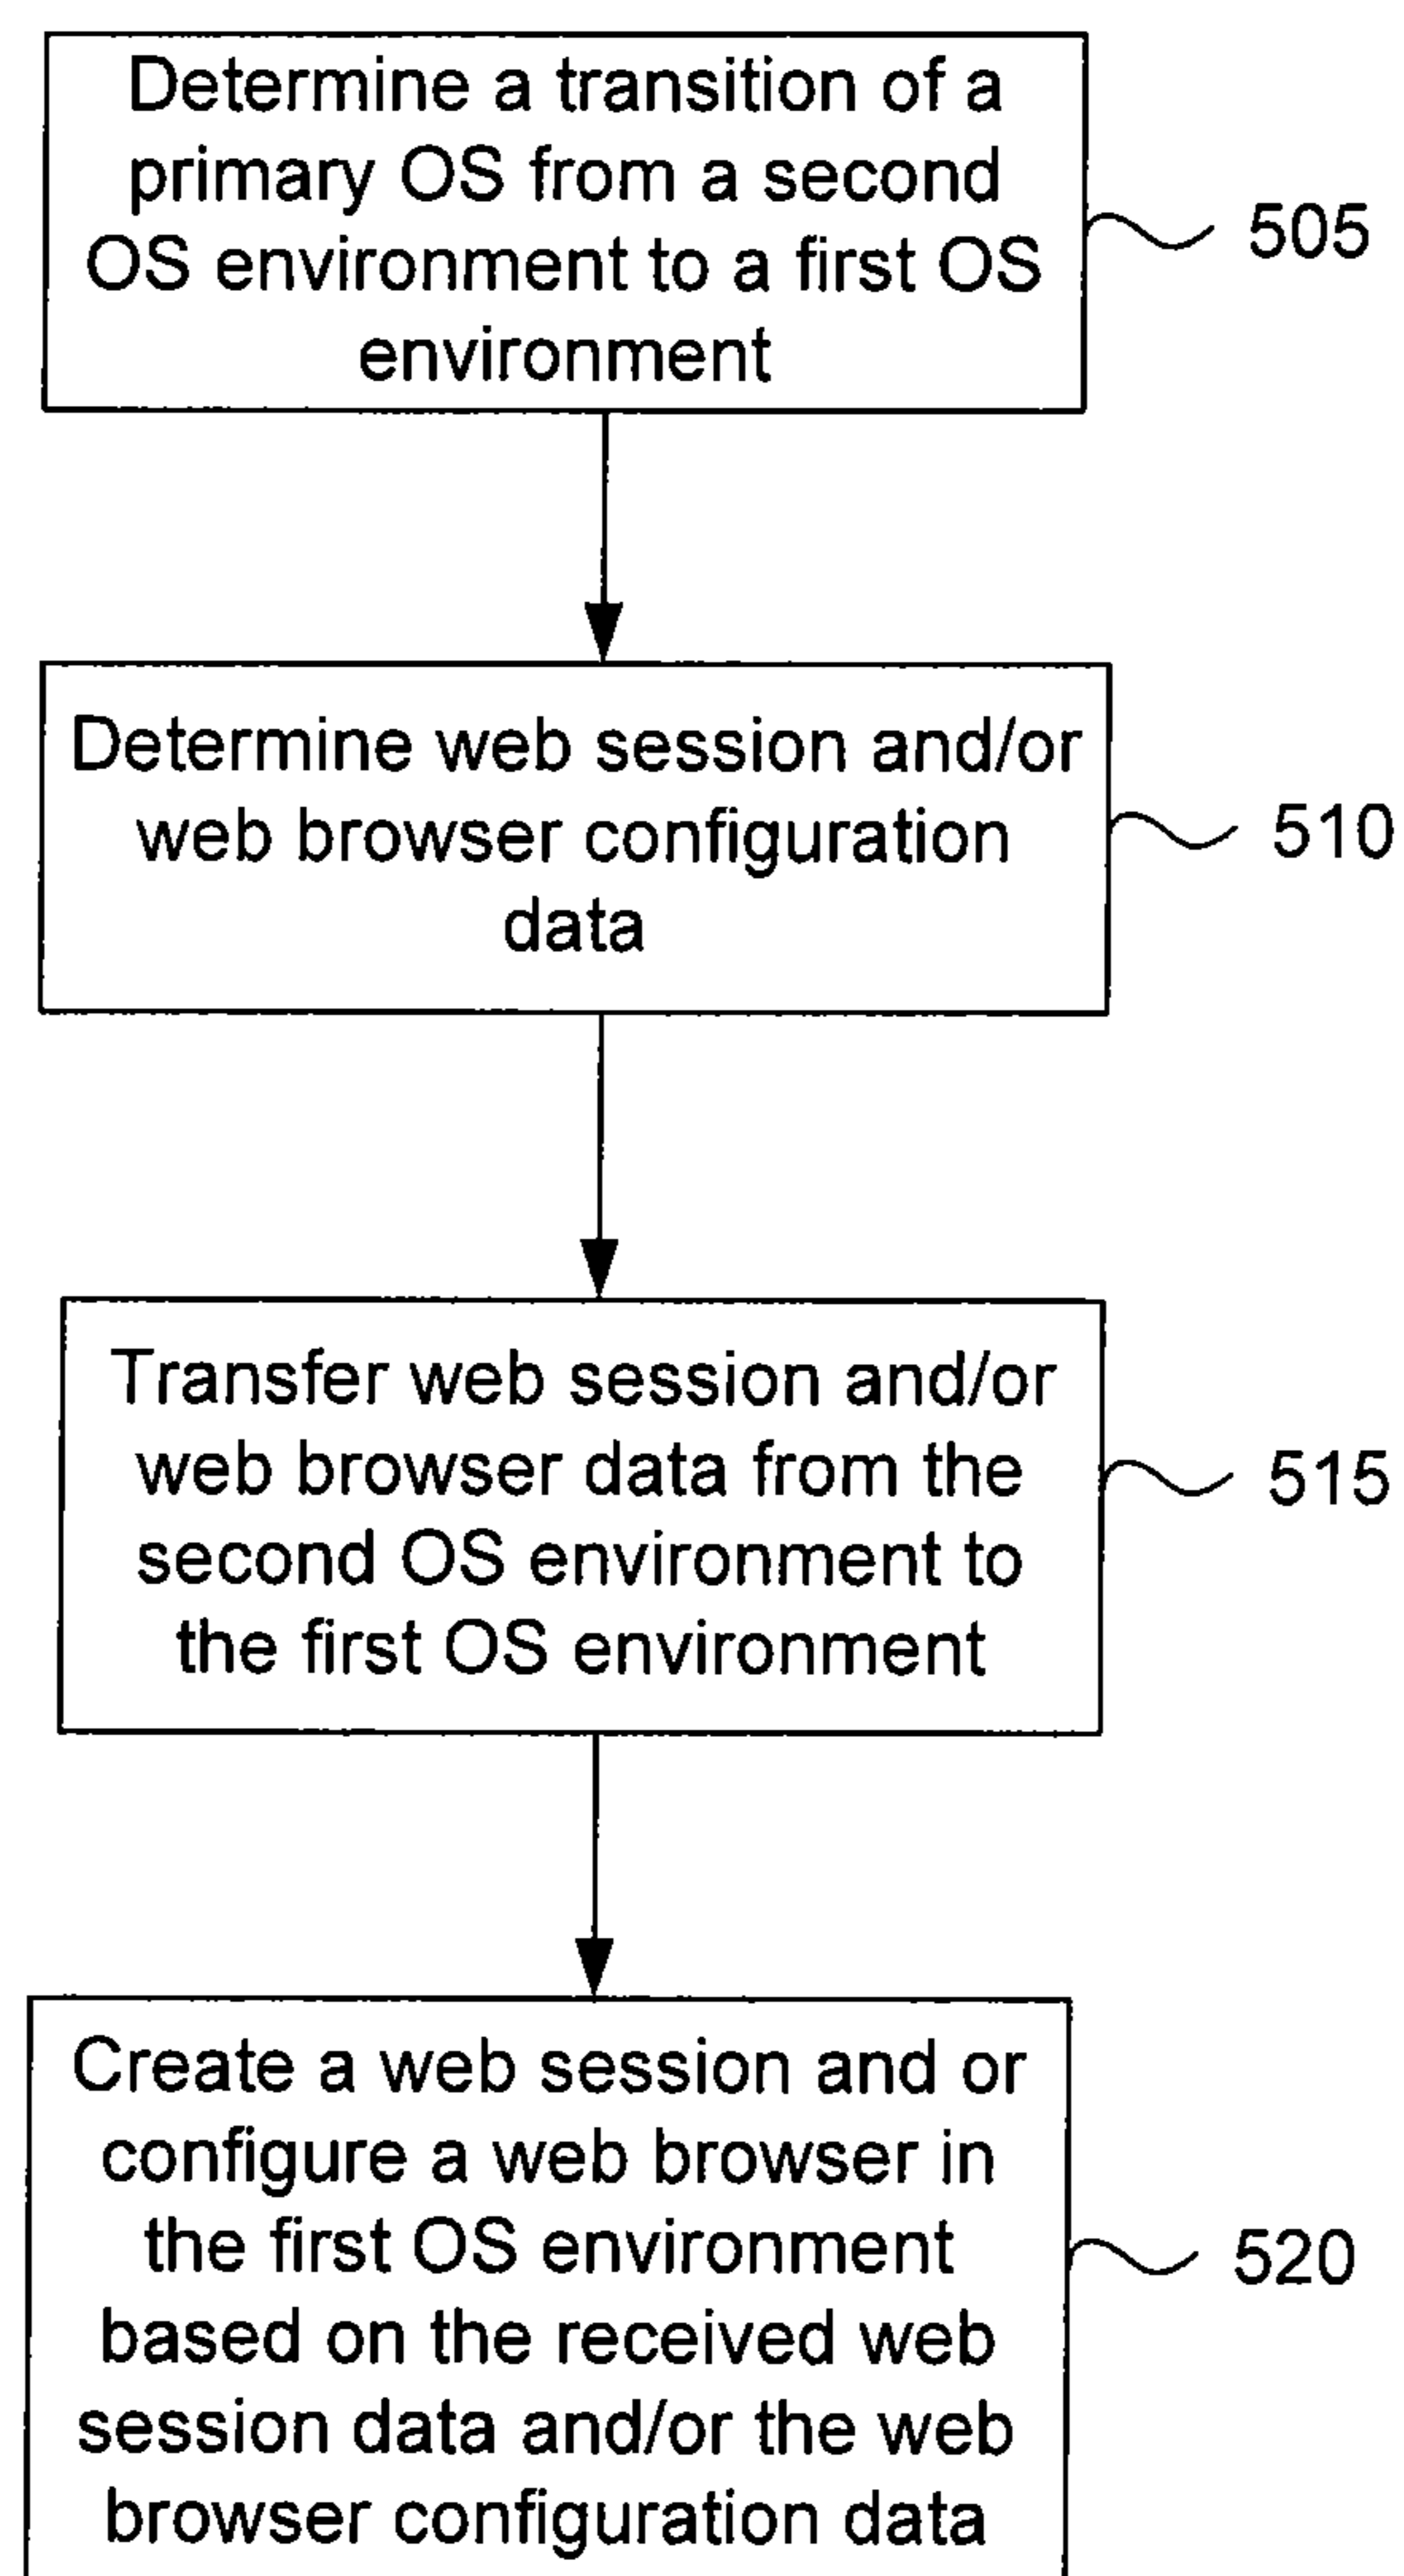 Determine a transition of a
primary OS from a second
OS environment to a first OS
environment
505
Determine web session and/or
web browser configuration
data
510
Transfer web session and/or
web browser data from the
second OS environment to
the first OS environment
515
Create a web session and or
configure a web browser in
the first OS environment
based on the received web
session data and/or the web
browser configuration data
520